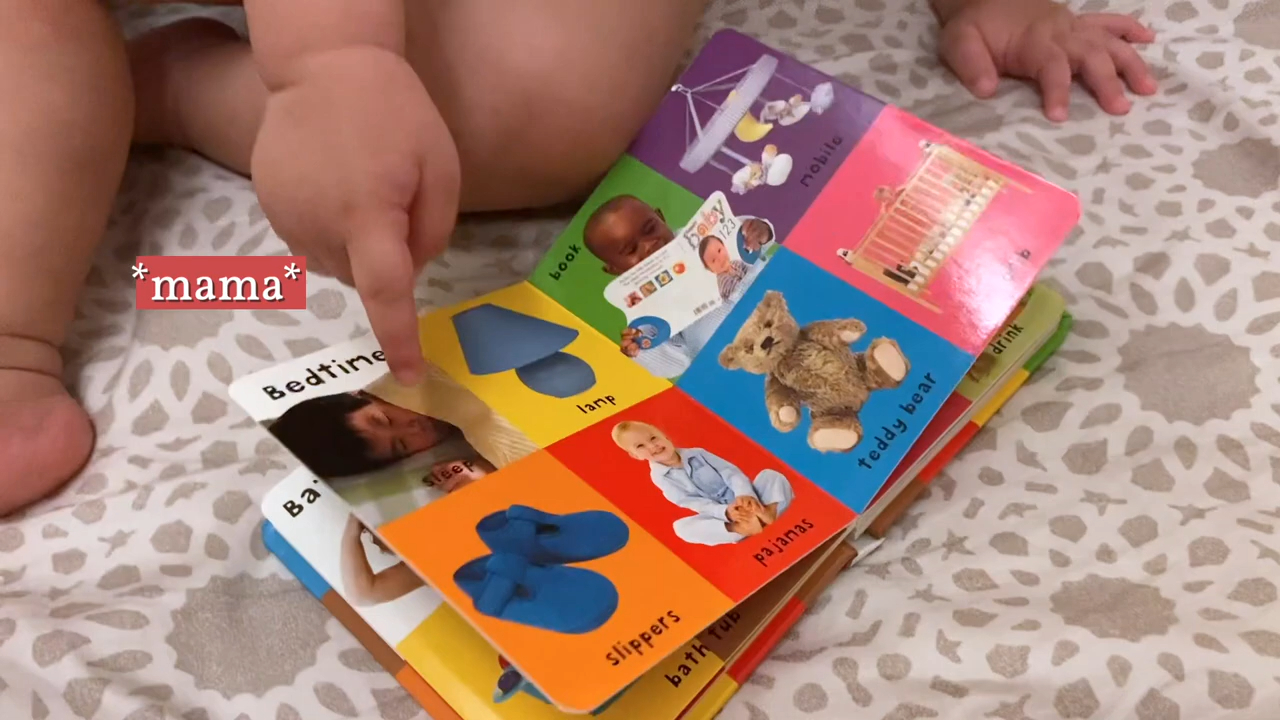 *mama*
Bedtime
sleep
lamp
book
baby
123
mobile
teddy bear
pajamas
slippers
drink
bath tub